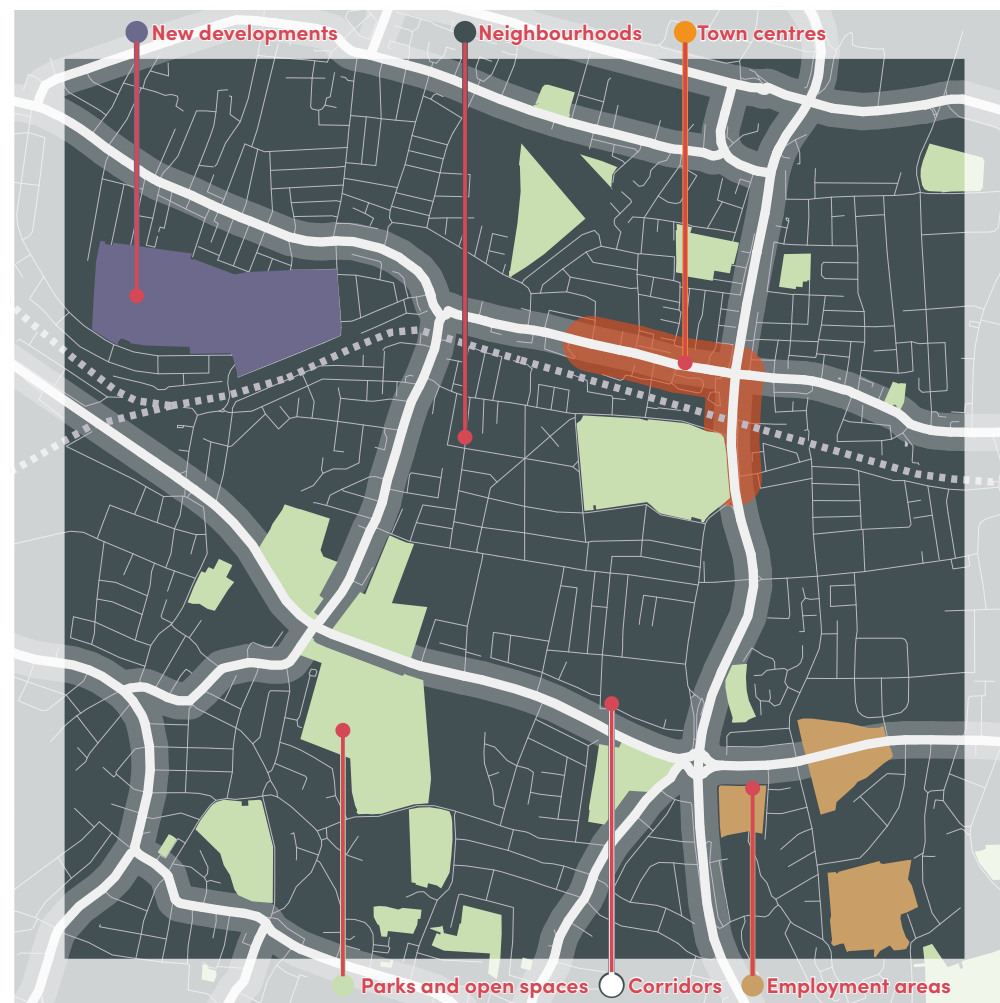 New developments
Neighbourhoods
Town centres
Parks and open spaces
Corridors
Employment areas